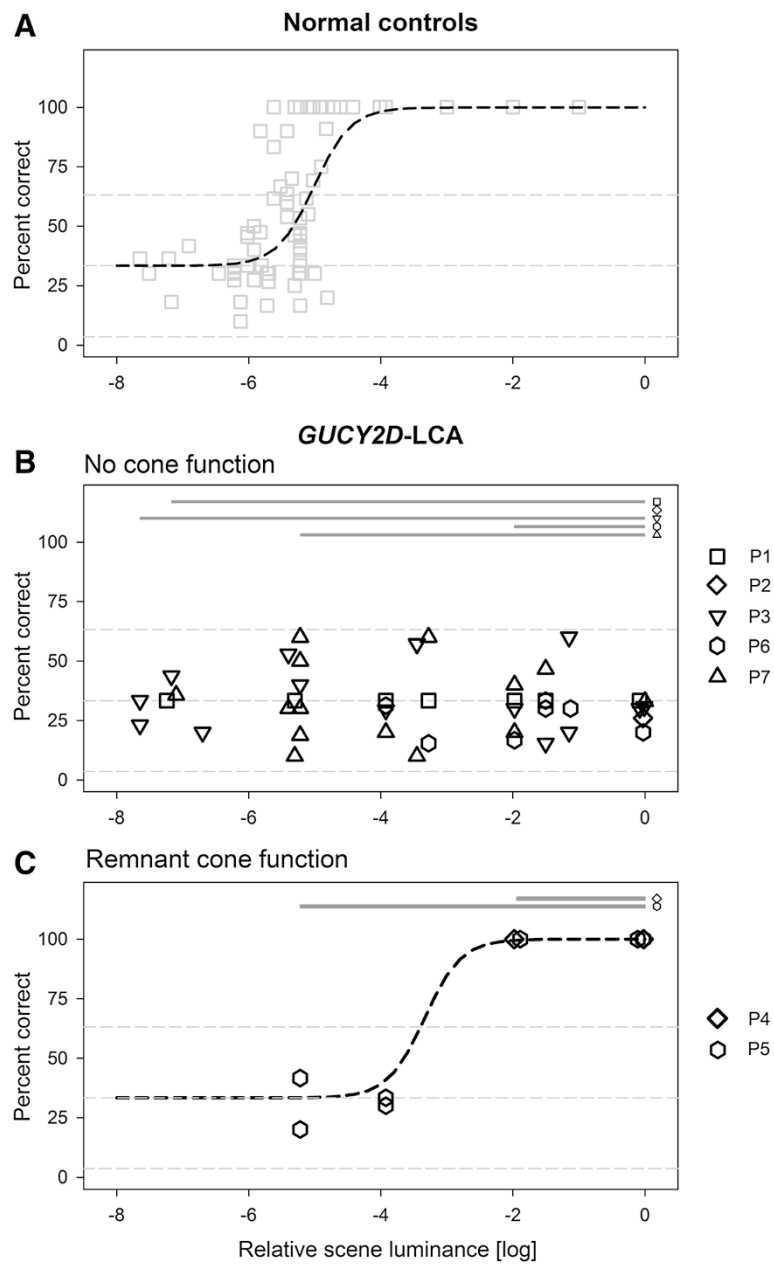 A
Normal controls
Percent correct
100
75
50
25
0
-8 -6 -4 -2 0
GUCY2D-LCA
B
No cone function
Percent correct
100
75
50
25
0
-8 -6 -4 -2 0
P1
P2
P3
P6
P7
C
Remnant cone function
Percent correct
100
75
50
25
0
-8 -6 -4 -2 0
P4
P5
Relative scene luminance [log]